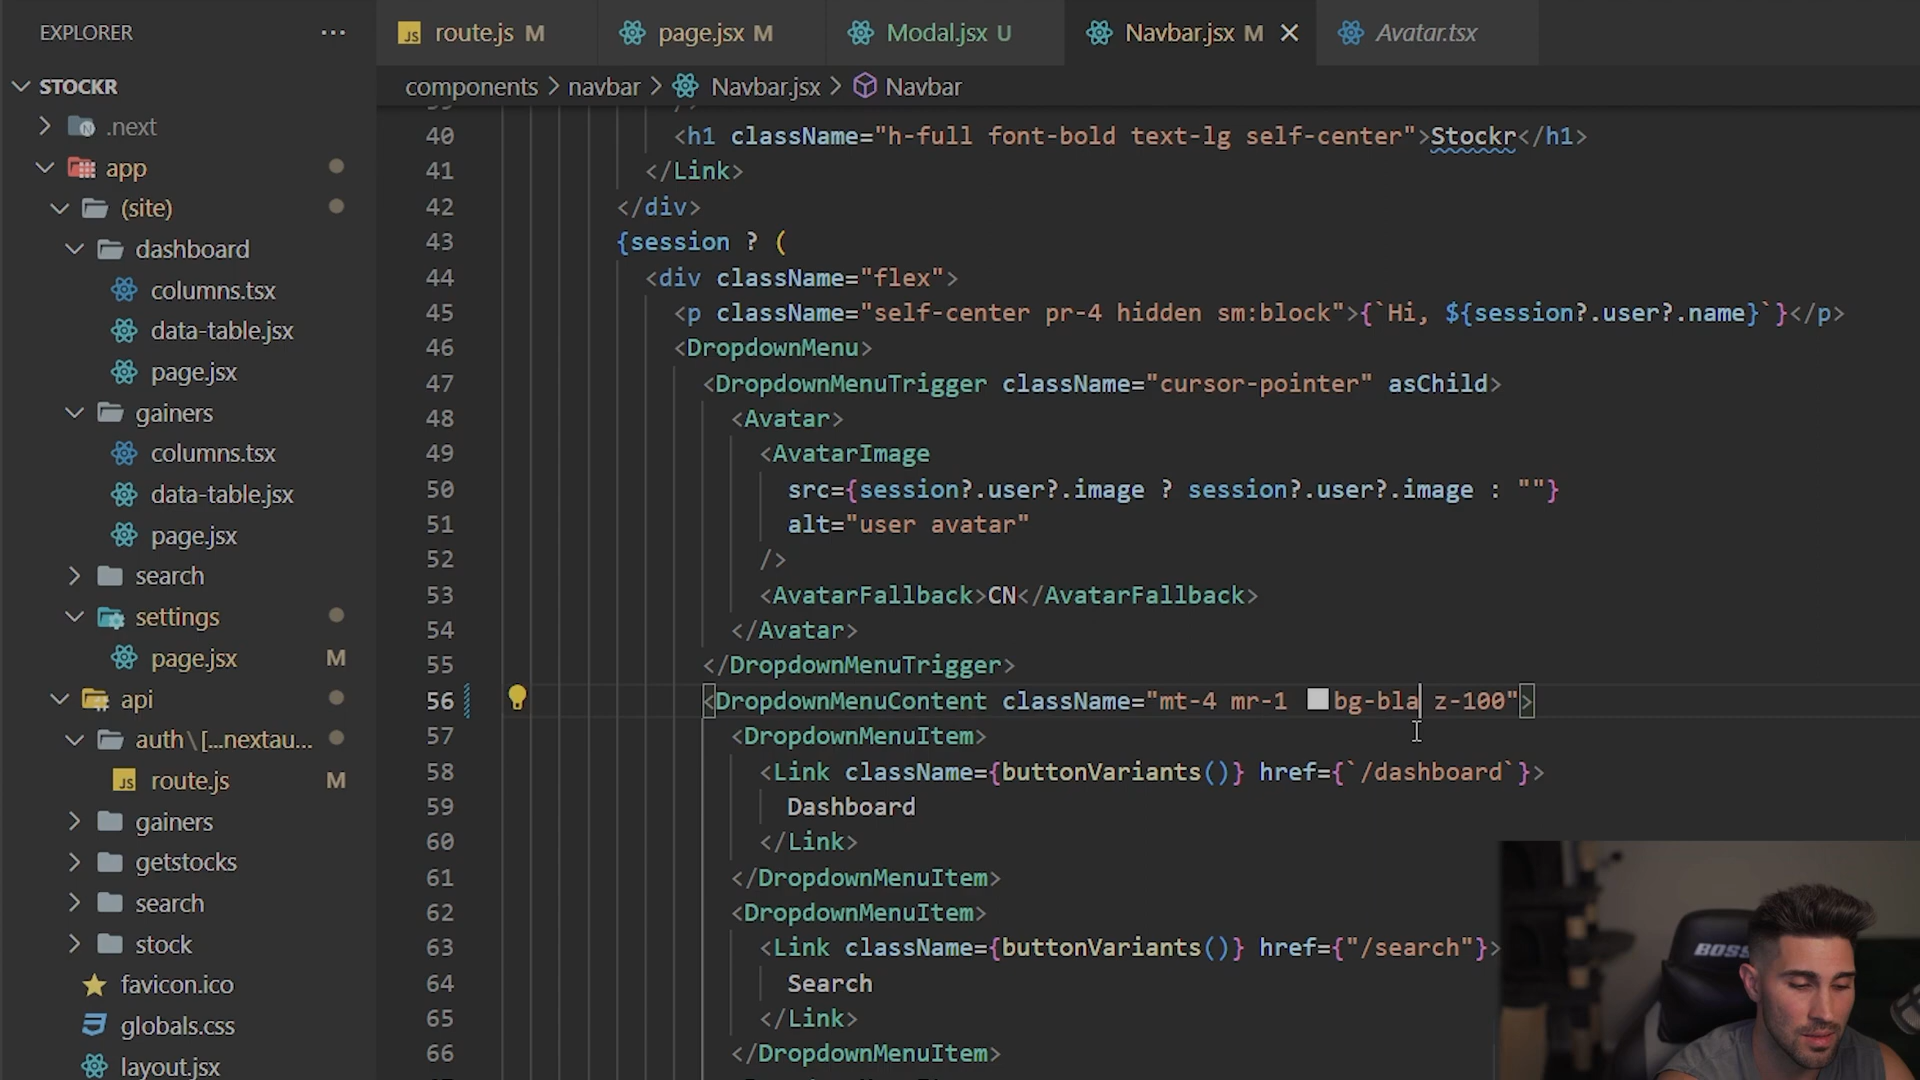 EXPLORER ...
STOCKR
.next
app
(site)
dashboard
columns.tsx
data-table.jsx
page.jsx
gainers
columns.tsx
data-table.jsx
page.jsx
search
settings
page.jsx M
api
auth\[...nextau...
route.js M
gainers
getstocks
search
stock
favicon.ico
globals.css
layout.jsx
JS route.js M
page.jsx M
Modal.jsx U
Navbar.jsx M
Avatar.tsx
components > navbar > Navbar.jsx > Navbar
39 />
40 <h1 className="h-full font-bold text-lg self-center">Stockr</h1>
41 </Link>
42 </div>
43 {session ? (
44 <div className="flex">
45 <p className="self-center pr-4 hidden sm:block">{`Hi, ${session?.user?.name}`}</p>
46 <DropdownMenu>
47 <DropdownMenuTrigger className="cursor-pointer" asChild>
48 <Avatar>
49 <AvatarImage
50 src={session?.user?.image ? session?.user?.image : ""}
51 alt="user avatar"
52 />
53 <AvatarFallback>CN</AvatarFallback>
54 </Avatar>
55 </DropdownMenuTrigger>
56 <DropdownMenuContent className="mt-4 mr-1 bg-bla z-100">
57 <DropdownMenuItem>
58 <Link className={buttonVariants()} href={`/dashboard`}>
59 Dashboard
60 </Link>
61 </DropdownMenuItem>
62 <DropdownMenuItem>
63 <Link className={buttonVariants()} href={"/search"}>
64 Search
65 </Link>
66 </DropdownMenuItem>
BOSS